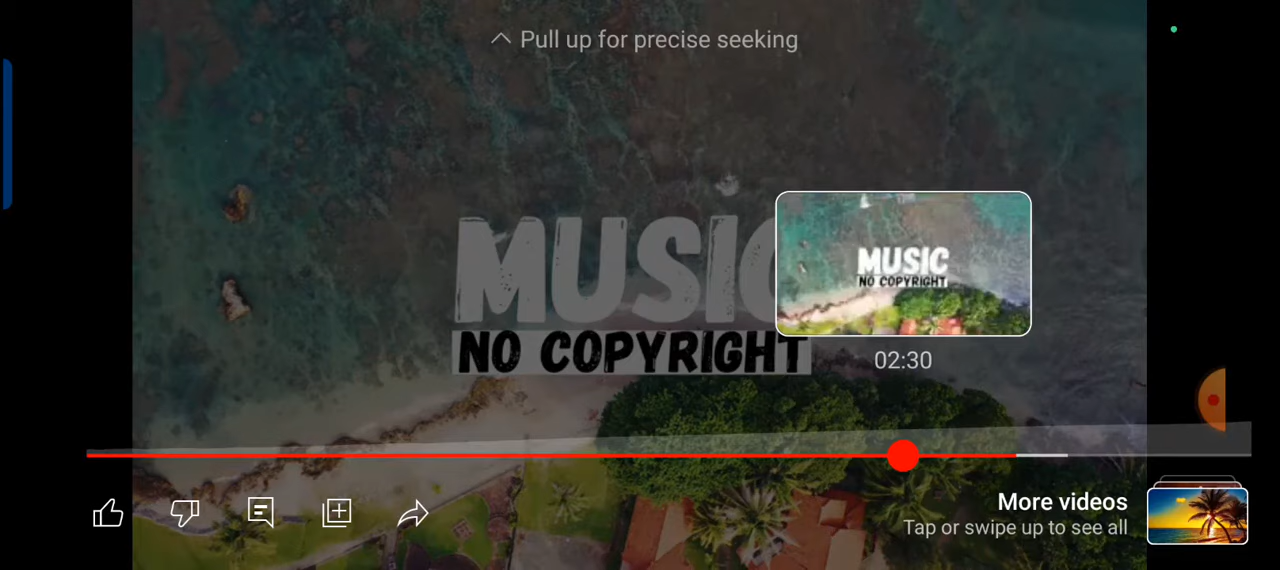 Pull up for precise seeking
MUSIC
NO COPYRIGHT
MUSIC
NO COPYRIGHT
02:30
More videos
Tap or swipe up to see all